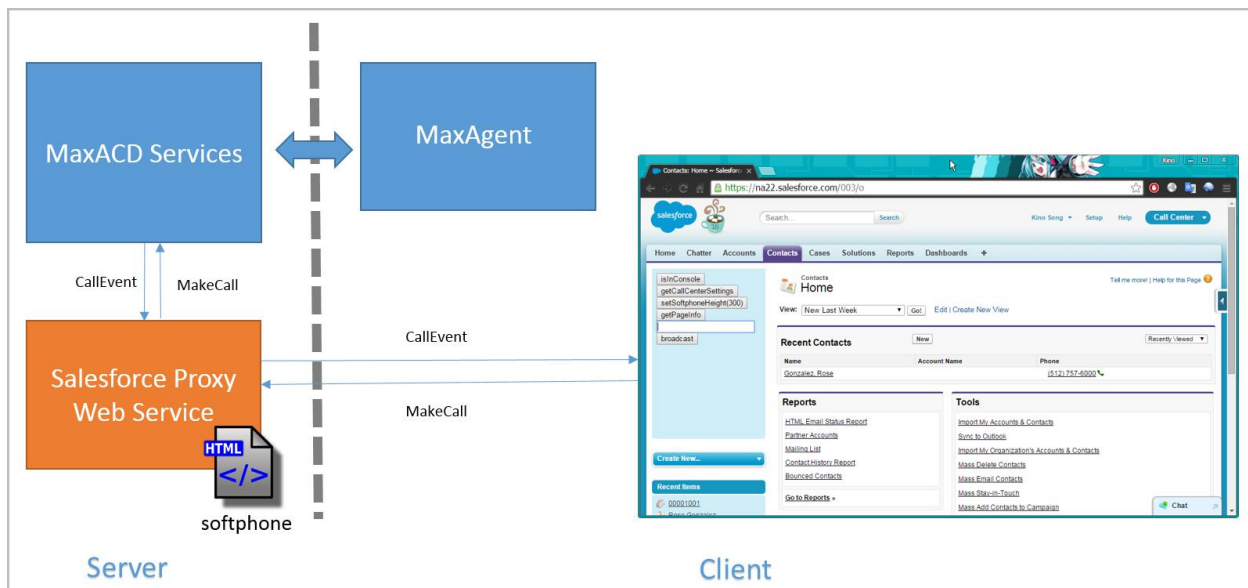 MaxACD Services
MaxAgent
CallEvent
MakeCall
Salesforce Proxy
Web Service
HTML
</>
softphone
Server
CallEvent
MakeCall
Client
Contacts: Home ~ Salesforc
Kino
https://na22.salesforce.com/003/o
salesforce
Search...
Search
Kino Song
Setup
Help
Call Center
Home Chatter Accounts Contacts Cases Solutions Reports Dashboards +
isInConsole
getCallCenterSettings
setSoftphoneHeight(300)
getPageInfo
broadcast
Create New...
Recent Items
00001001
Rose Gonzalez
Contacts
Home
Tell me more! | Help for this Page
View: New Last Week Go! Edit | Create New View
Recent Contacts New Recently Viewed
Name Account Name Phone
Gonzalez, Rose (512) 757-6000
Reports
HTML Email Status Report
Partner Accounts
Mailing List
Contact History Report
Bounced Contacts
Go to Reports »
Tools
Import My Accounts & Contacts
Sync to Outlook
Import My Organization's Accounts & Contacts
Mass Delete Contacts
Mass Email Contacts
Mass Stay-in-Touch
Mass Add Contacts to Campaign
Chat